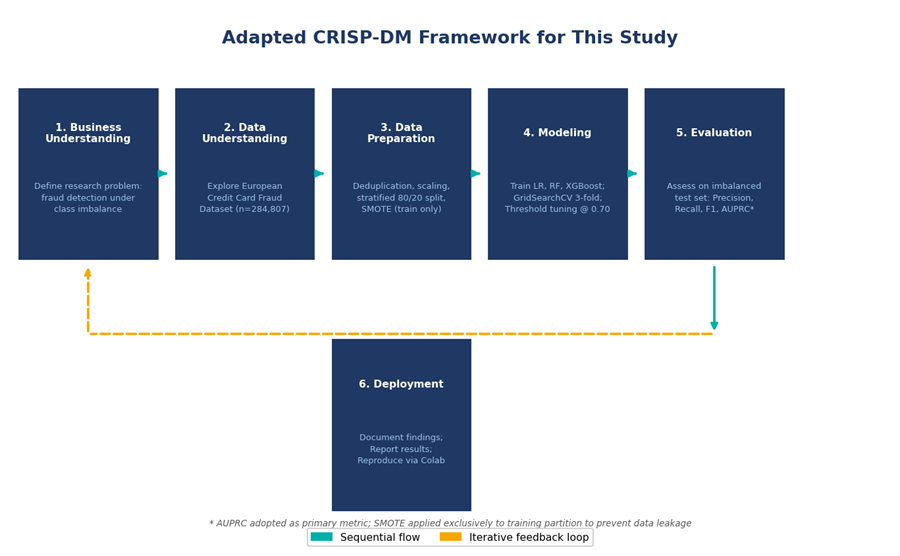 Adapted CRISP-DM Framework for This Study
1. Business
Understanding
Define research problem:
fraud detection under
class imbalance
2. Data
Understanding
Explore European
Credit Card Fraud
Dataset (n=284,807)
3. Data
Preparation
Deduplication, scaling,
stratified 80/20 split,
SMOTE (train only)
4. Modeling
Train LR, RF, XGBoost;
GridSearchCV 3-fold;
Threshold tuning @ 0.70
5. Evaluation
Assess on imbalanced
test set: Precision,
Recall, F1, AUPRC*
6. Deployment
Document findings;
Report results;
Reproduce via Colab
* AUPRC adopted as primary metric; SMOTE applied exclusively to training partition to prevent data leakage
Sequential flow
Iterative feedback loop